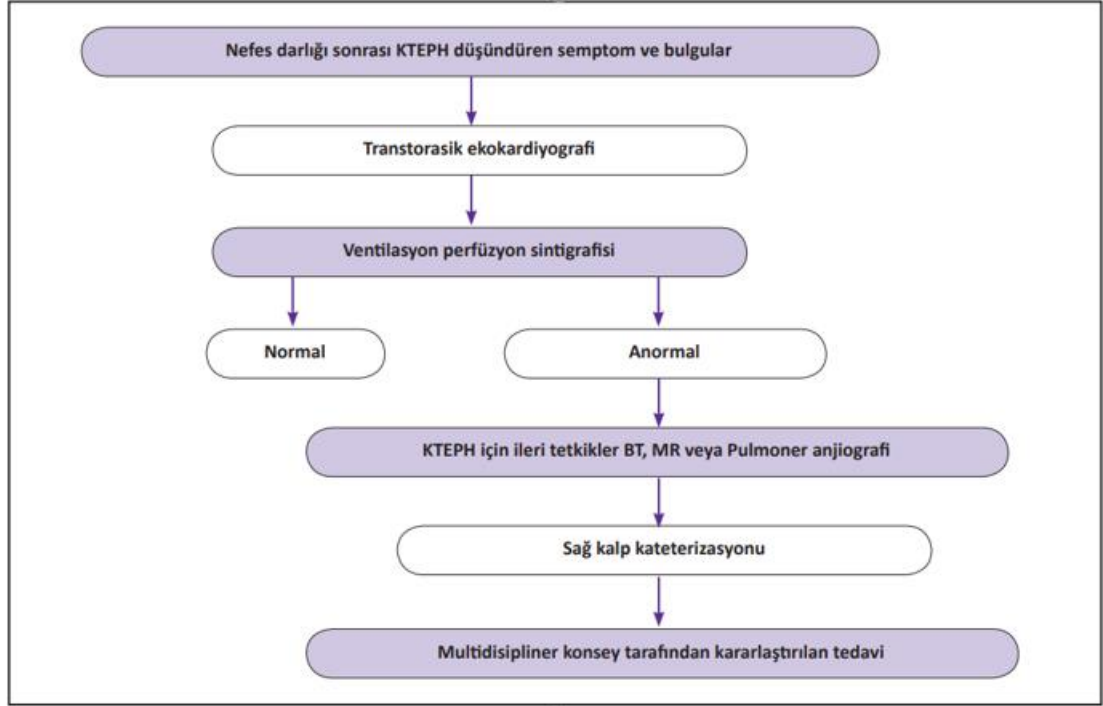 Nefes darlığı sonrası KTEPH düşündüren semptom ve bulgular
Transtorasik ekokardiyografi
Ventilasyon perfüzyon sintigrafisi
Normal
Anormal
KTEPH için ileri tetkikler BT, MR veya Pulmoner anjiografi
Sağ kalp kateterizasyonu
Multidisipliner konsey tarafından kararlaştırılan tedavi